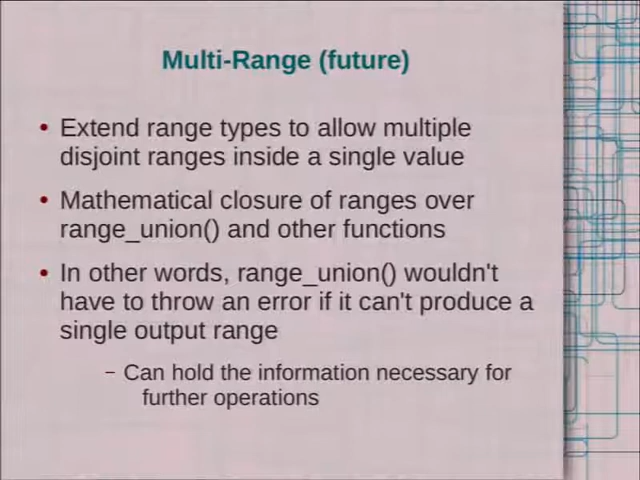 Multi-Range (future)
• Extend range types to allow multiple
disjoint ranges inside a single value
• Mathematical closure of ranges over
range_union() and other functions
• In other words, range_union() wouldn't
have to throw an error if it can't produce a
single output range
– Can hold the information necessary for
further operations